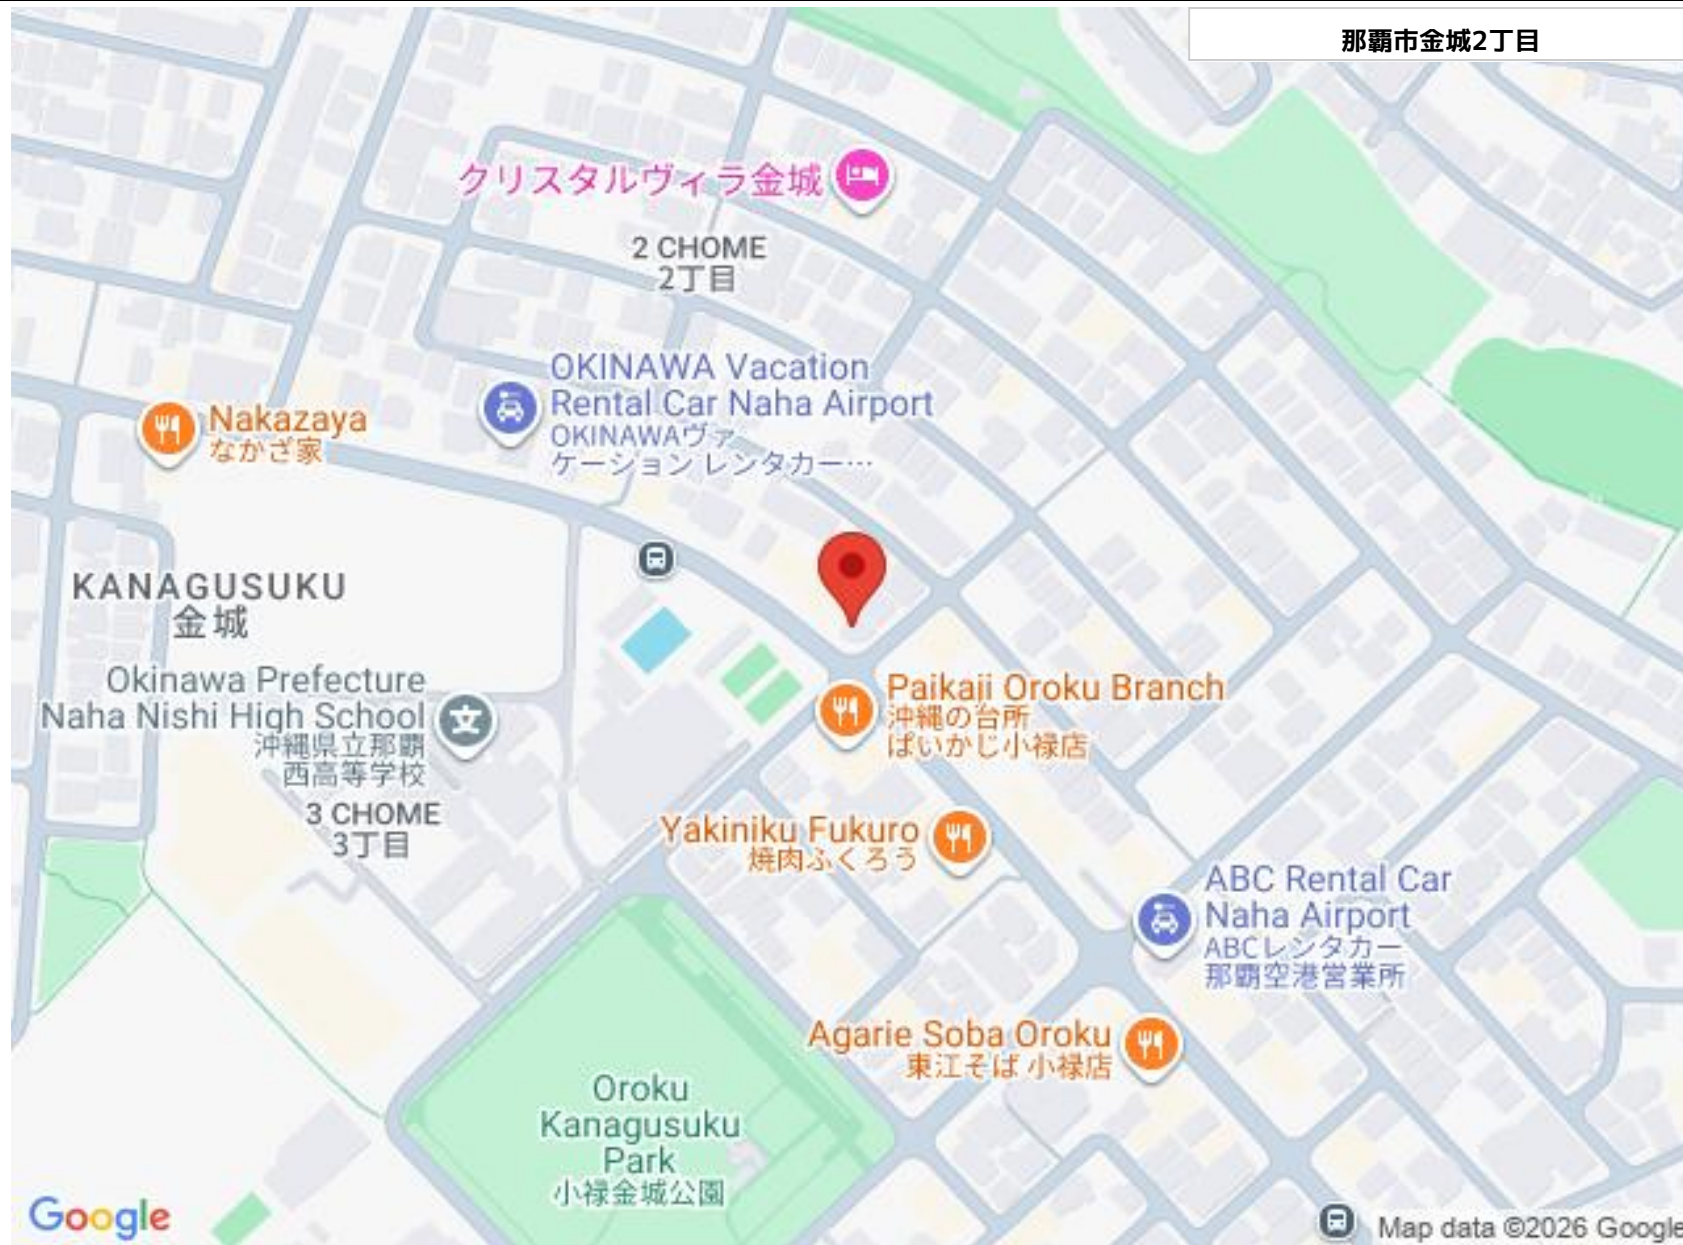 那覇市金城2丁目
クリスタルヴィラ金城
2 CHOME
2丁目
OKINAWA Vacation
Rental Car Naha Airport
OKINAWAヴァ
ケーション レンタカー…
Nakazaya
なかざ家
KANAGUSUKU
金城
Okinawa Prefecture
Naha Nishi High School
沖縄県立那覇
西高等学校
3 CHOME
3丁目
Paikaji Oroku Branch
沖縄の台所
ぱいかじ小禄店
Yakiniku Fukuro
焼肉ふくろう
ABC Rental Car
Naha Airport
ABCレンタカー
那覇空港営業所
Agarie Soba Oroku
東江そば 小禄店
Oroku
Kanagusuku
Park
小禄金城公園
Google
Map data ©2026 Google